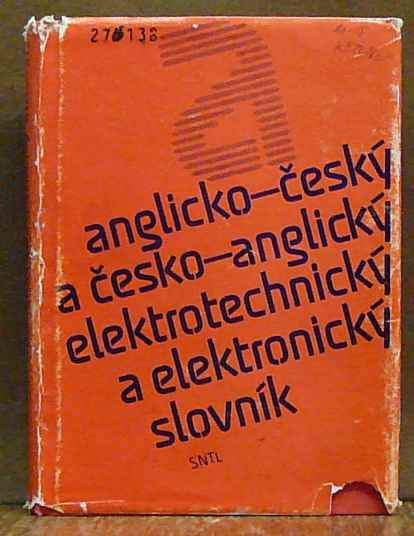 a
anglicko–český
a česko–anglický
elektrotechnický
a elektronický
slovník
SNTL